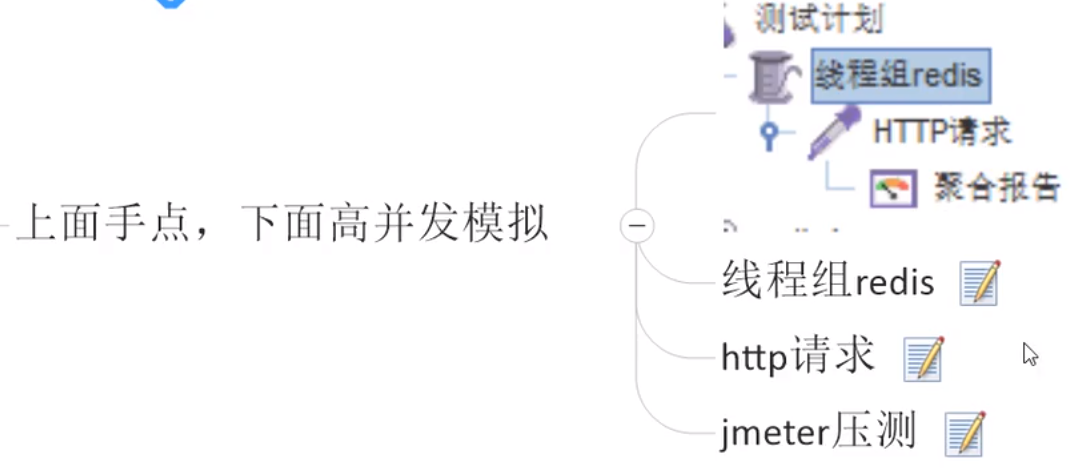 测试计划
线程组redis
HTTP请求
聚合报告
上面手点，下面高并发模拟
线程组redis
http请求
jmeter压测